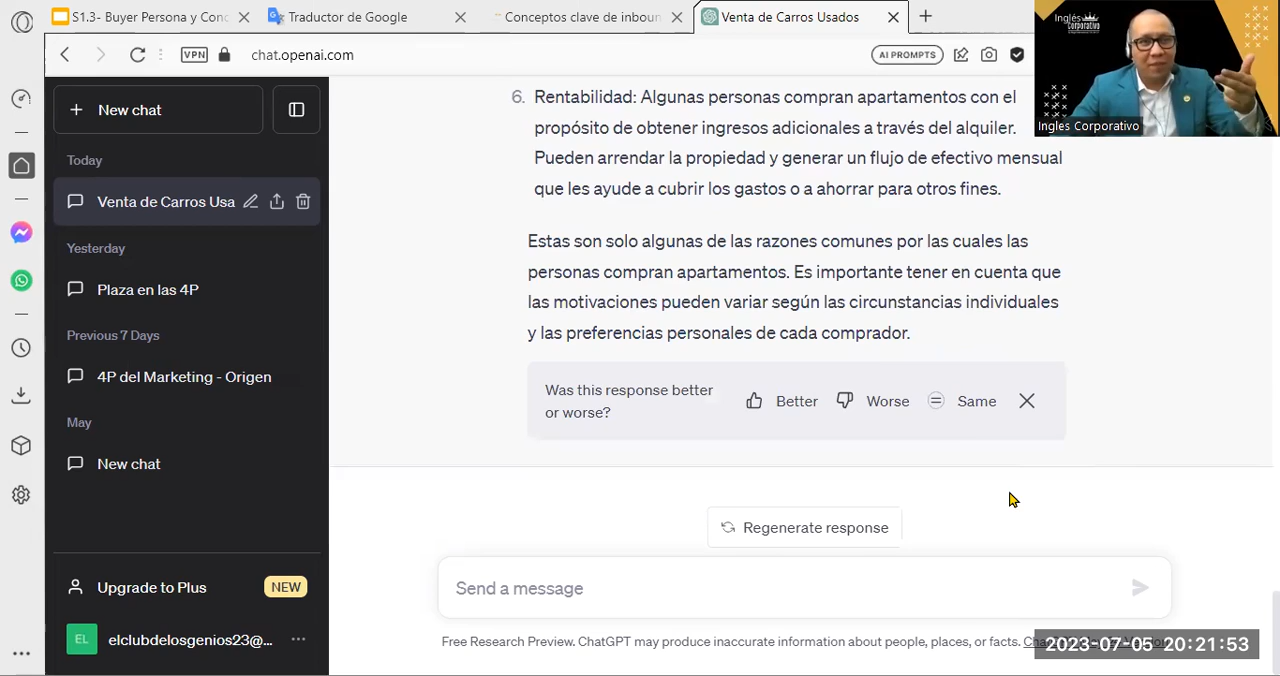 S1.3- Buyer Persona y Conc
Traductor de Google
Conceptos clave de inboun
Venta de Carros Usados
VPN
chat.openai.com
AI PROMPTS
Inglés
Corporativo
Ingles Corporativo
New chat
Today
Venta de Carros Usa
Yesterday
Plaza en las 4P
Previous 7 Days
4P del Marketing - Origen
May
New chat
Upgrade to Plus
NEW
EL
elclubdelosgenios23@...
6. Rentabilidad: Algunas personas compran apartamentos con el
propósito de obtener ingresos adicionales a través del alquiler.
Pueden arrendar la propiedad y generar un flujo de efectivo mensual
que les ayude a cubrir los gastos o a ahorrar para otros fines.
Estas son solo algunas de las razones comunes por las cuales las
personas compran apartamentos. Es importante tener en cuenta que
las motivaciones pueden variar según las circunstancias individuales
y las preferencias personales de cada comprador.
Was this response better
or worse?
Better
Worse
Same
Regenerate response
Send a message
Free Research Preview. ChatGPT may produce inaccurate information about people, places, or facts.
2023-07-05 20:21:53